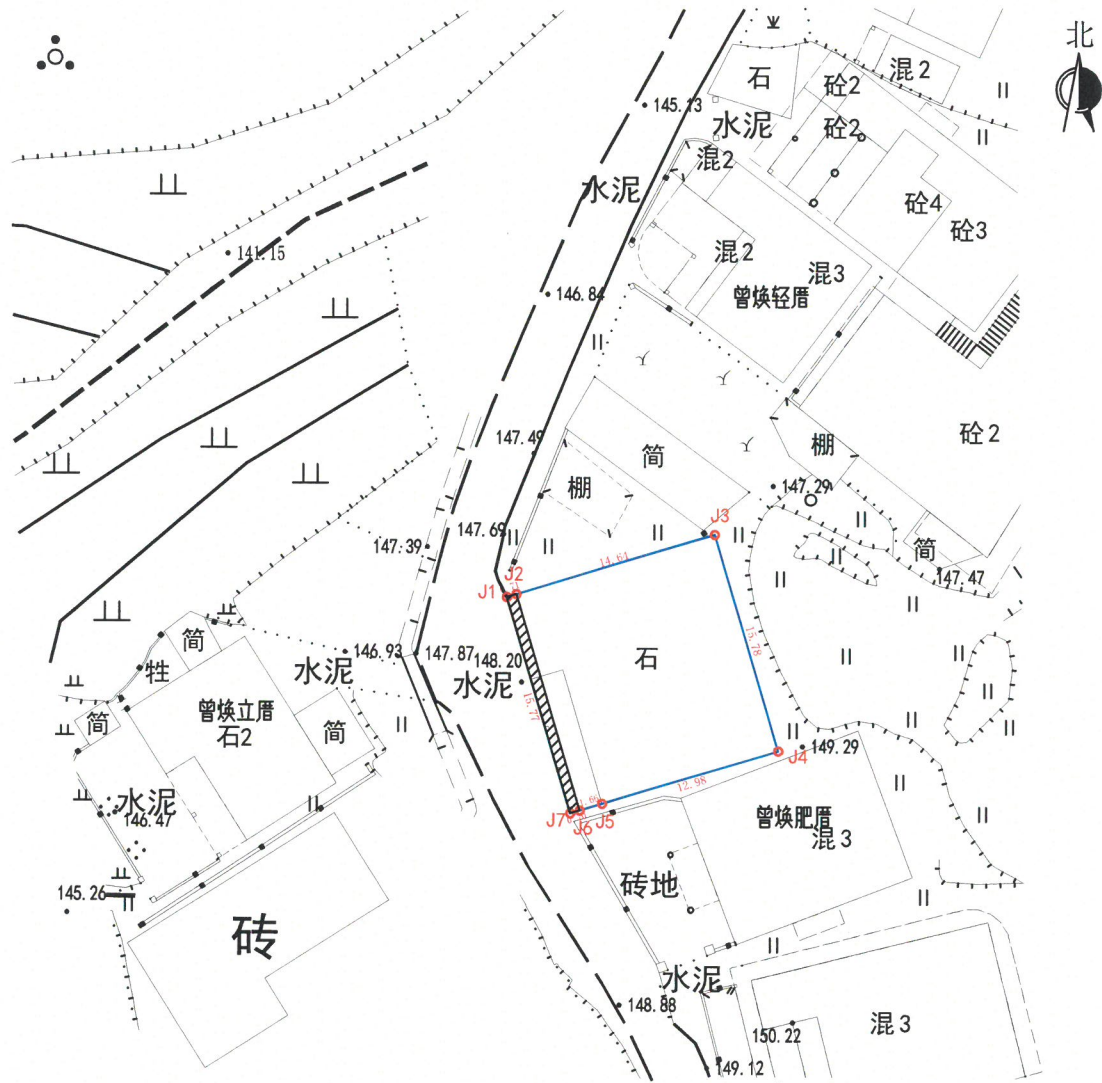 北
石
砼2
混2
145.13
水泥
砼2
混2
水泥
砼4
砼3
混2
混3
141.15
146.84
曾焕轻厝
砼2
147.49
简
棚
棚
147.29
147.69
J3
147.39
14.61
简
147.47
J2
J1
简
石
15.78
牲
水泥
146.93
147.87
148.20
水泥
曾焕立厝
石2
简
简
15.77
149.29
J4
12.98
水泥
146.47
J7
J6
J5
曾焕肥厝
混3
145.26
砖地
砖
水泥
148.88
150.22
混3
149.12